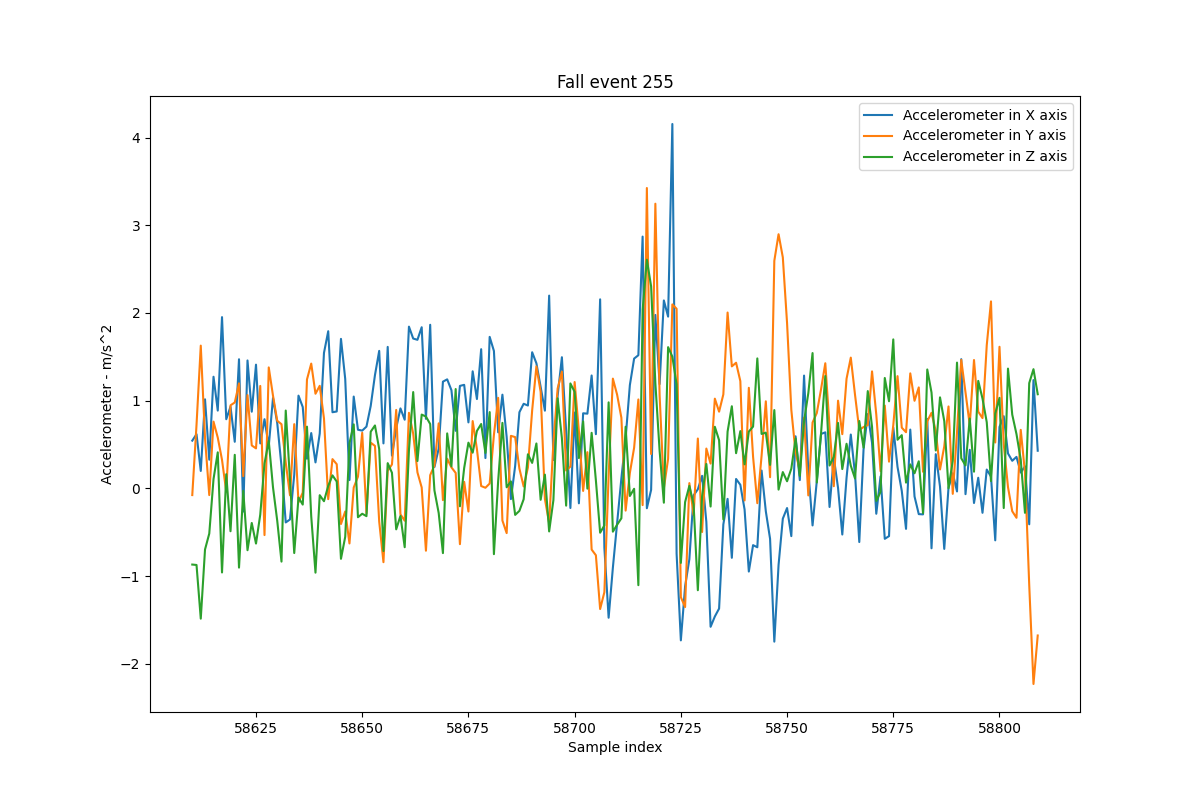 Fall event 255
Accelerometer in X axis
Accelerometer in Y axis
Accelerometer in Z axis
Accelerometer - m/s^2
4
3
2
1
0
−1
−2
58625 58650 58675 58700 58725 58750 58775 58800
Sample index